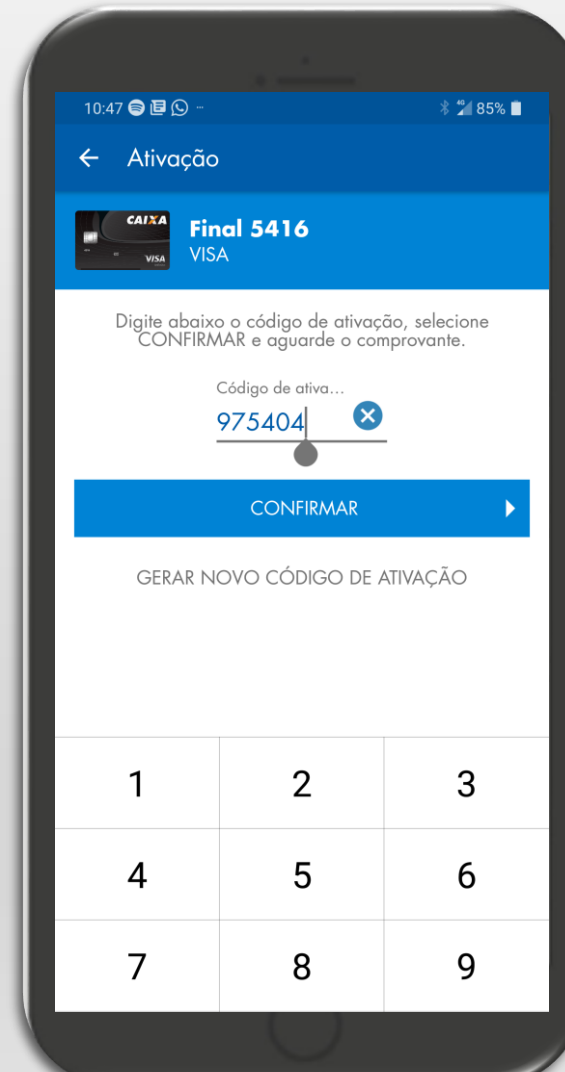 10:47
4G 85%
Ativação
CAIXA
VISA
Final 5416
VISA
Digite abaixo o código de ativação, selecione
CONFIRMAR e aguarde o comprovante.
Código de ativa...
975404
CONFIRMAR
GERAR NOVO CÓDIGO DE ATIVAÇÃO
1 2 3
4 5 6
7 8 9